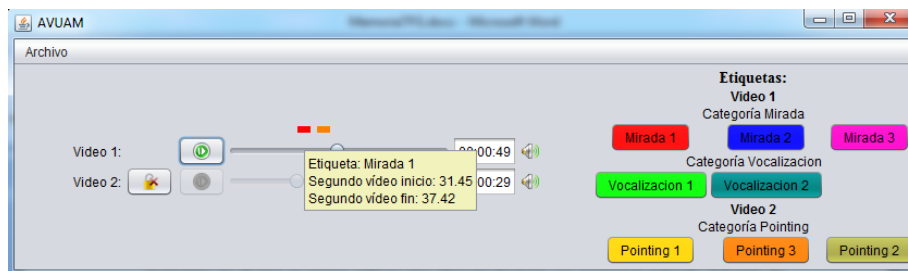 AVUAM
Archivo
Etiquetas:
Video 1
Categoría Mirada
Mirada 1 Mirada 2 Mirada 3
Categoría Vocalizacion
Vocalizacion 1 Vocalizacion 2
Video 2
Categoría Pointing
Pointing 1 Pointing 3 Pointing 2
Video 1: 00:49
Video 2: 00:29
Etiqueta: Mirada 1
Segundo vídeo inicio: 31.45
Segundo vídeo fin: 37.42